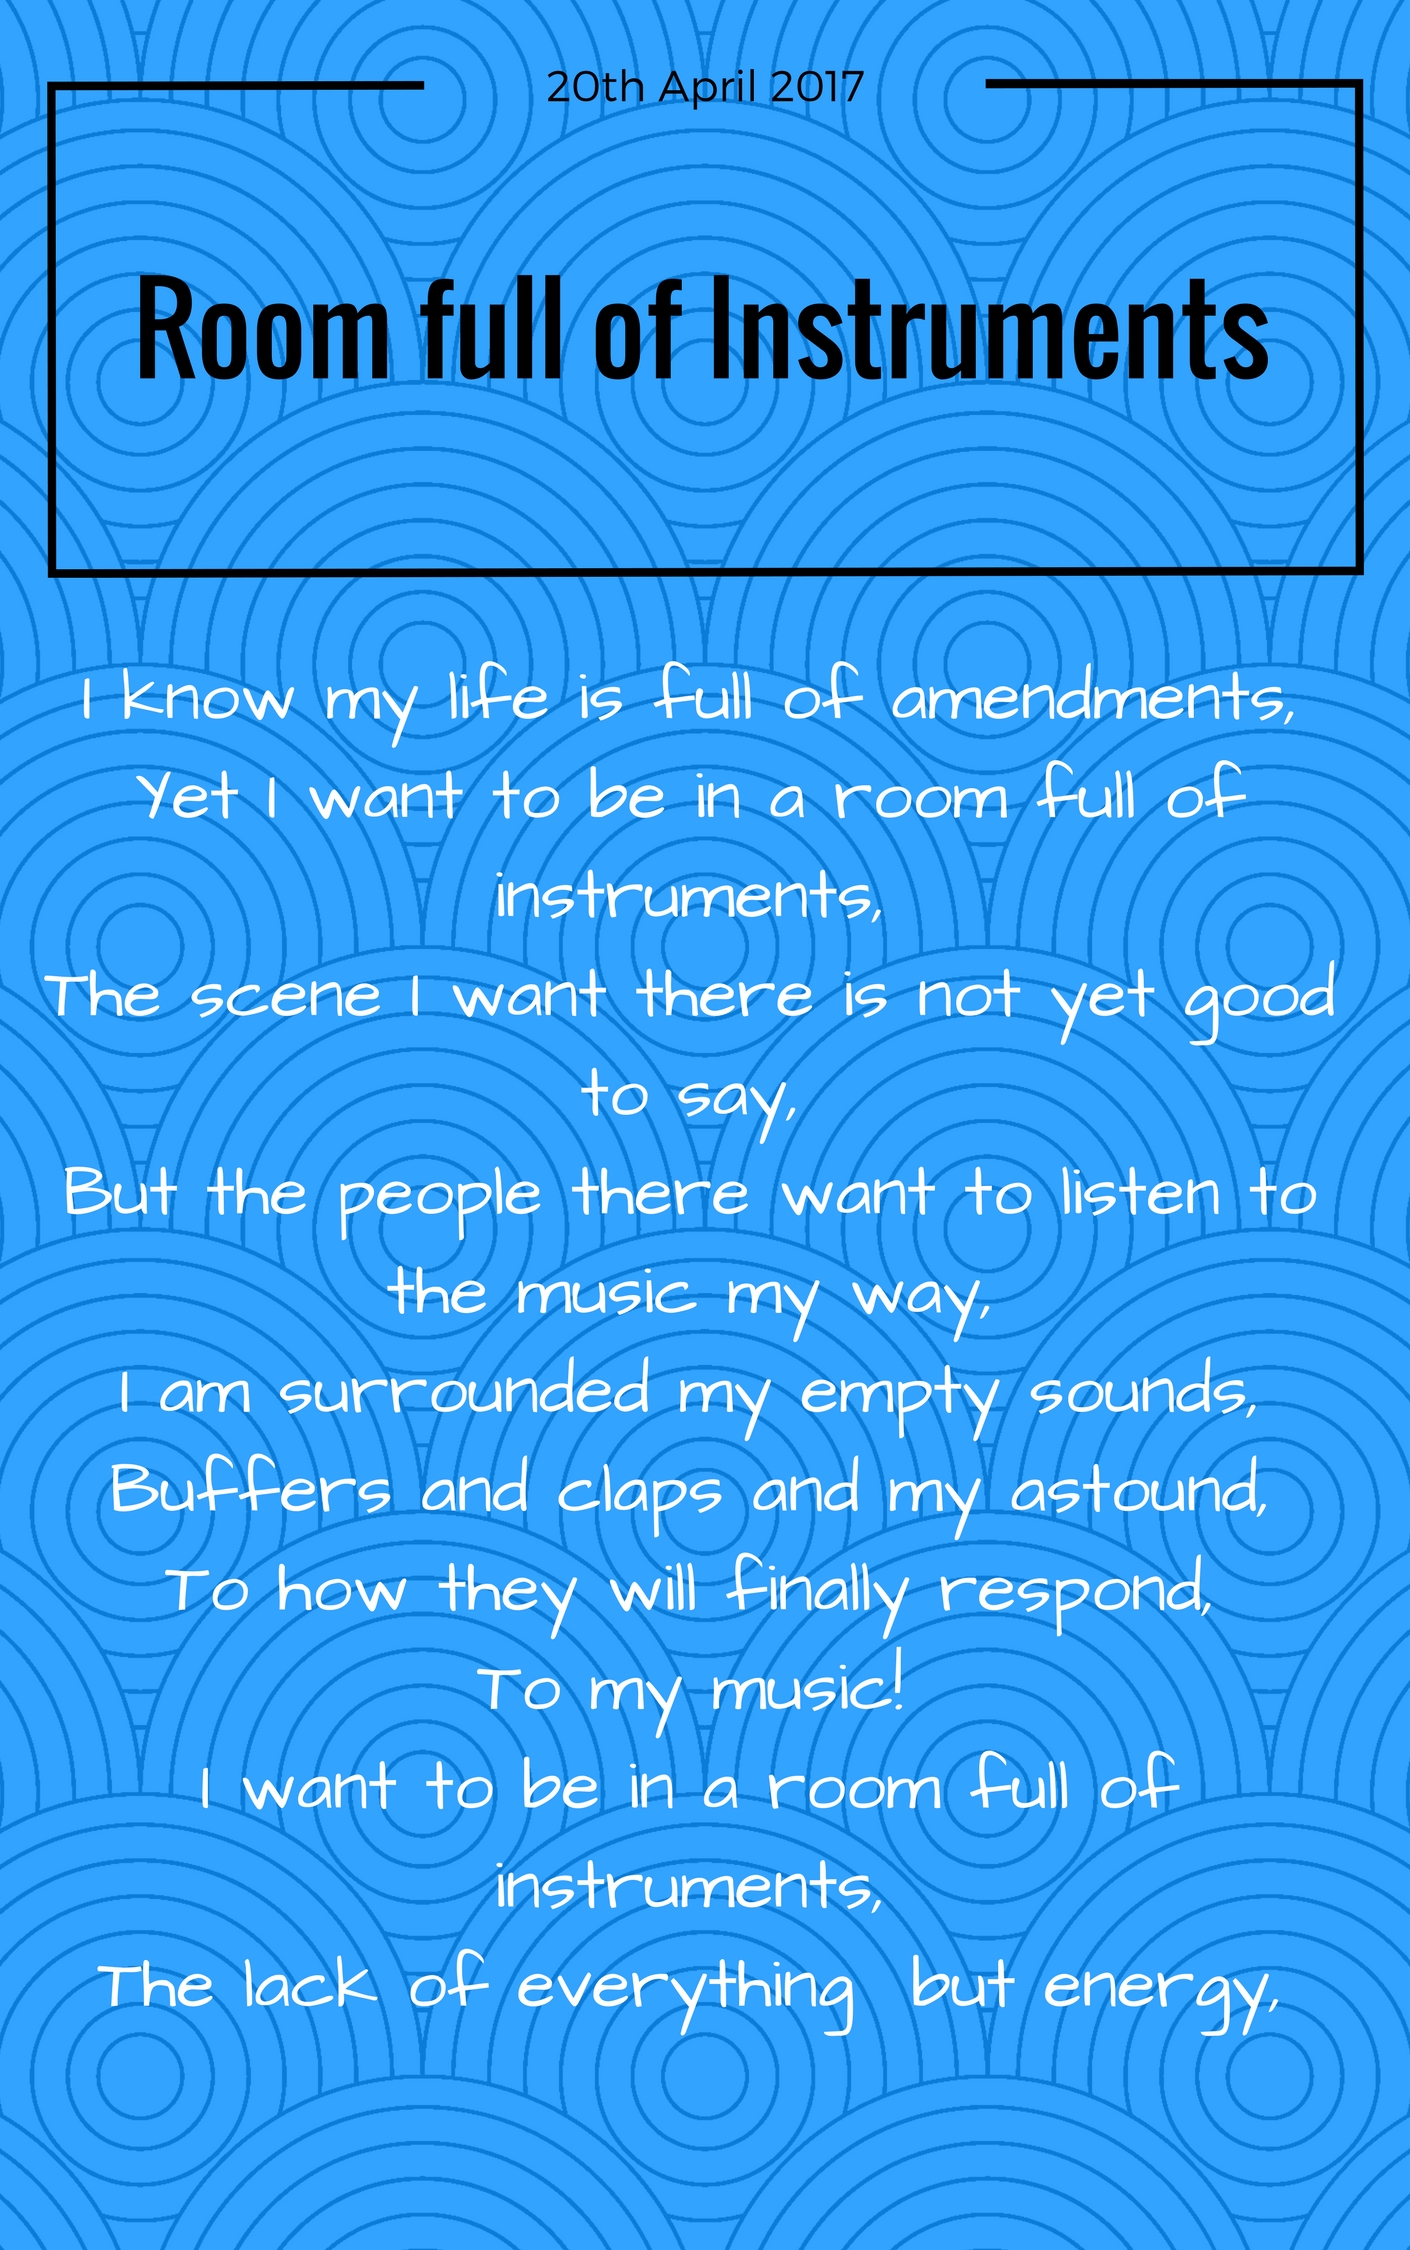 20th April 2017
Room full of Instruments
I know my life is full of amendments,
Yet I want to be in a room full of
instruments,
The scene I want there is not yet good
to say,
But the people there want to listen to
the music my way,
I am surrounded my empty sounds,
Buffers and claps and my astound,
To how they will finally respond,
To my music!
I want to be in a room full of
instruments,
The lack of everything  but energy,